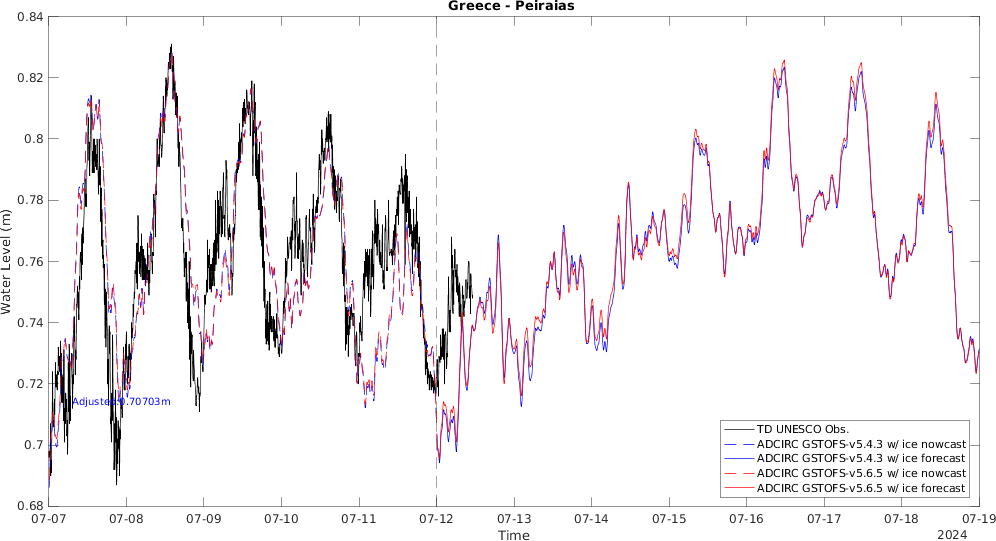 Greece - Peiraias
Water Level (m)
0.84
0.82
0.8
0.78
0.76
0.74
0.72
0.7
0.68
Adjusted:0.70703m
TD UNESCO Obs.
ADCIRC GSTOFS-v5.4.3 w/ ice nowcast
ADCIRC GSTOFS-v5.4.3 w/ ice forecast
ADCIRC GSTOFS-v5.6.5 w/ ice nowcast
ADCIRC GSTOFS-v5.6.5 w/ ice forecast
07-07 07-08 07-09 07-10 07-11 07-12 07-13 07-14 07-15 07-16 07-17 07-18 07-19
Time
2024